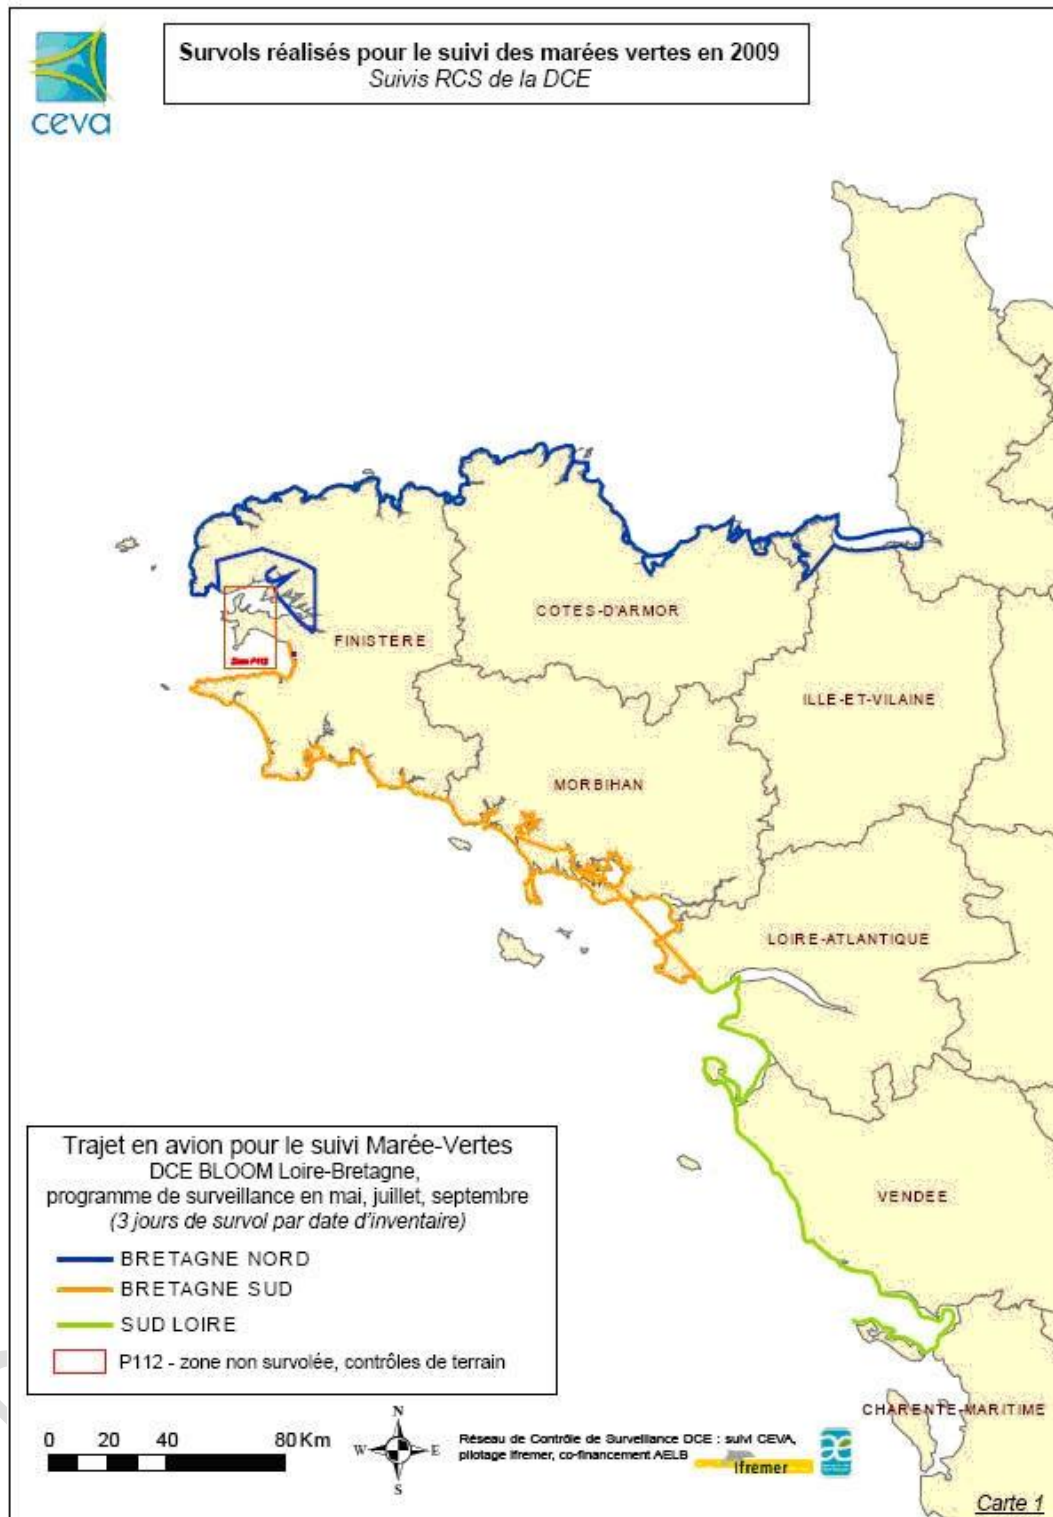 Survols réalisés pour le suivi des marées vertes en 2009
Suivis RCS de la DCE
ceva
FINISTERE
COTES-D'ARMOR
ILLE-ET-VILAINE
MORBIHAN
LOIRE-ATLANTIQUE
VENDEE
CHARENTE-MARITIME
Zone P112
Trajet en avion pour le suivi Marée-Vertes
DCE BLOOM Loire-Bretagne,
programme de surveillance en mai, juillet, septembre
(3 jours de survol par date d'inventaire)
BRETAGNE NORD
BRETAGNE SUD
SUD LOIRE
P112 - zone non survolée, contrôles de terrain
0 20 40 80 Km
N
W E
S
Réseau de Contrôle de Surveillance DCE : suivi CEVA,
pilotage Ifremer, co-financement AELB
Ifremer
Carte 1